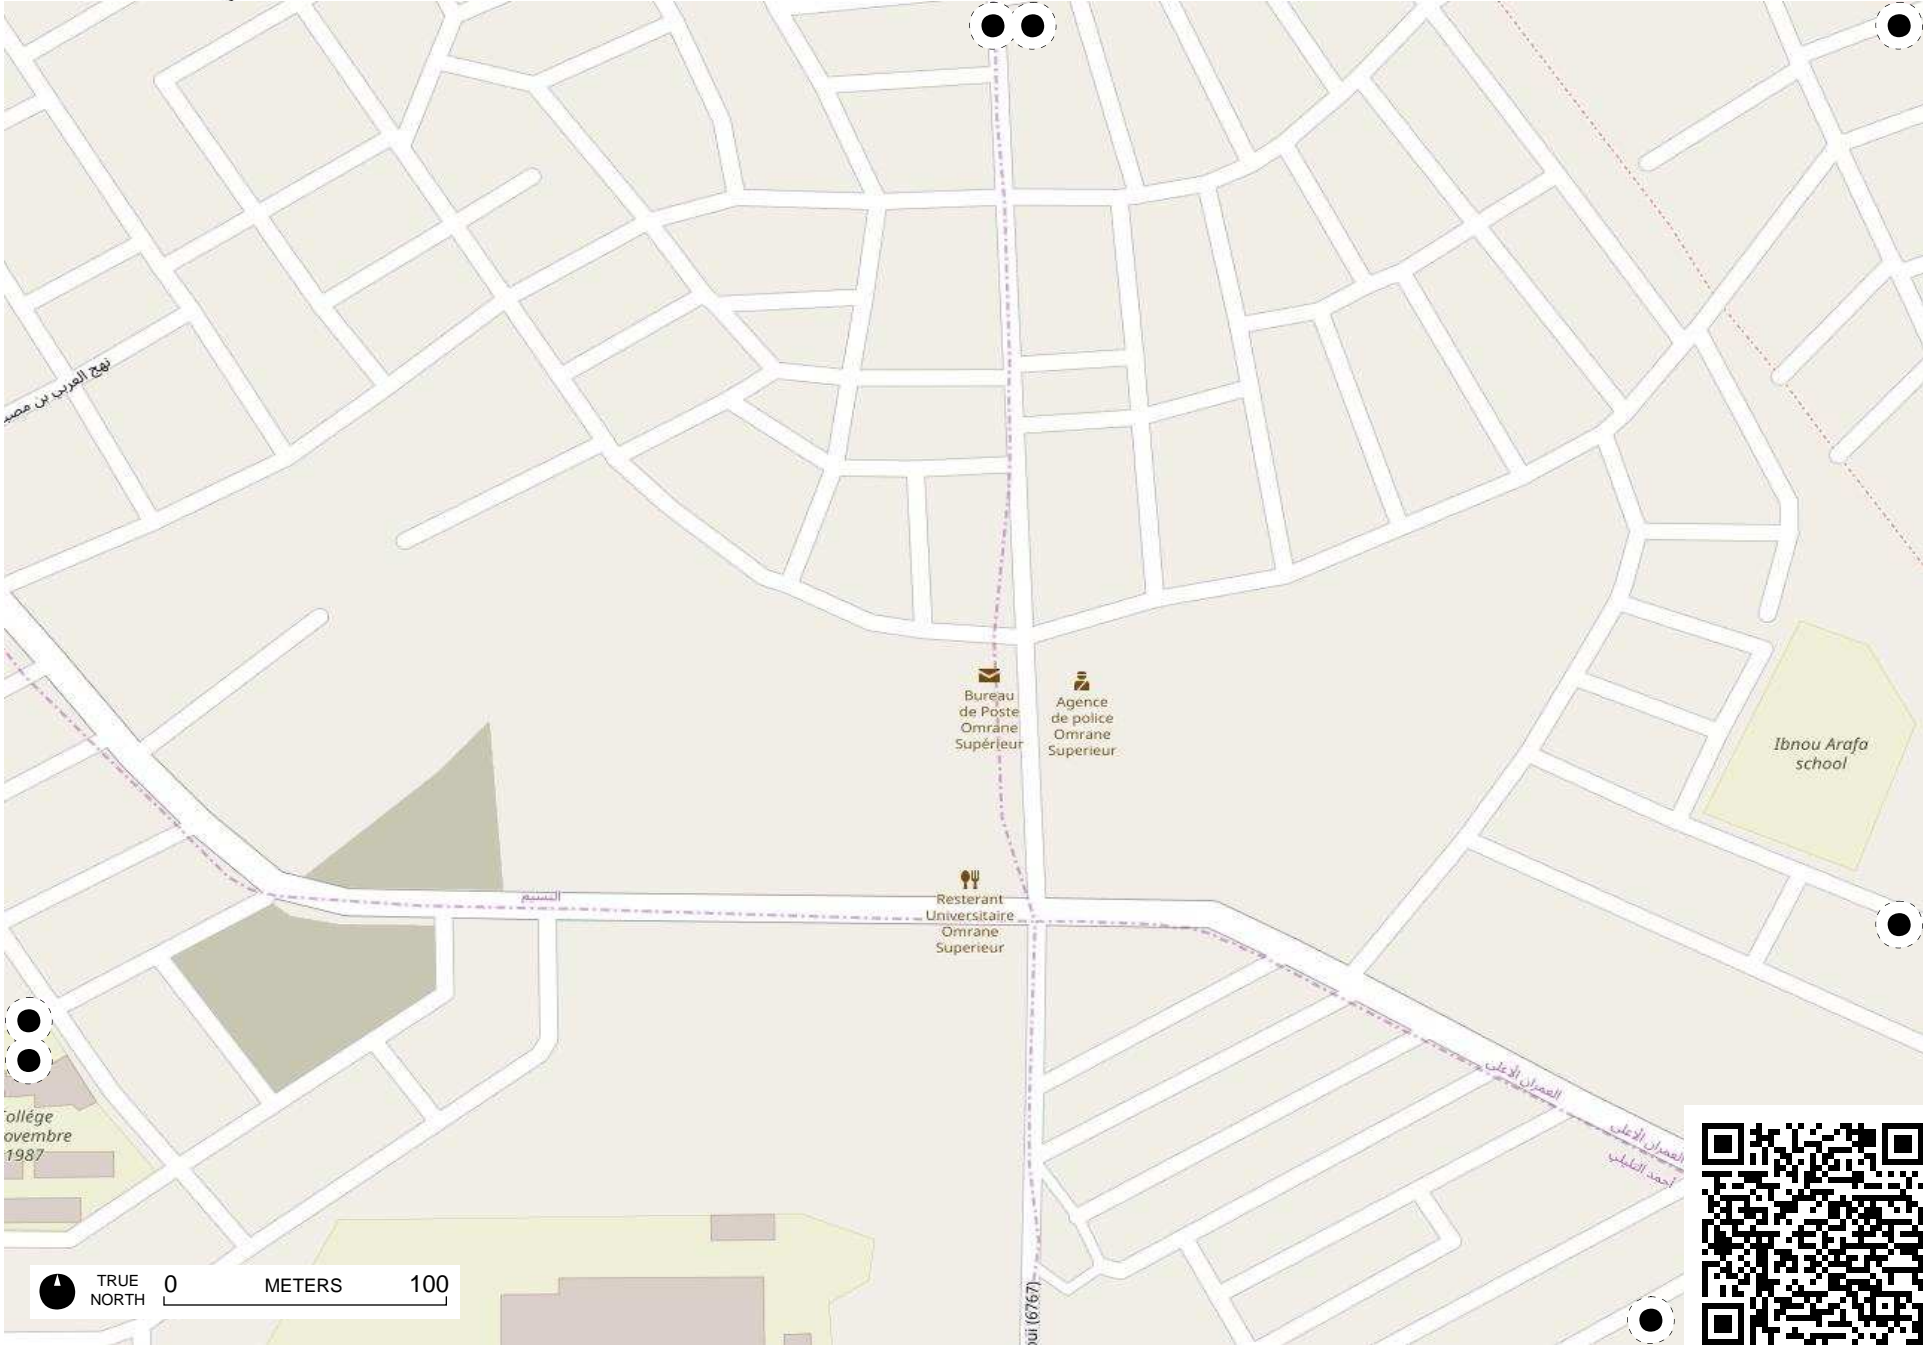 نهج العربي بن مصب
Bureau
de Poste
Omrane
Supérieur
Agence
de police
Omrane
Superieur
Ibnou Arafa
school
Resterant
Universitaire
Omrane
Superieur
النسيم
العمران الأعلى
العمران الأعلى
أحمد التليلي
ollége
ovembre
1987
TRUE
NORTH
0 METERS 100
oui (6767)